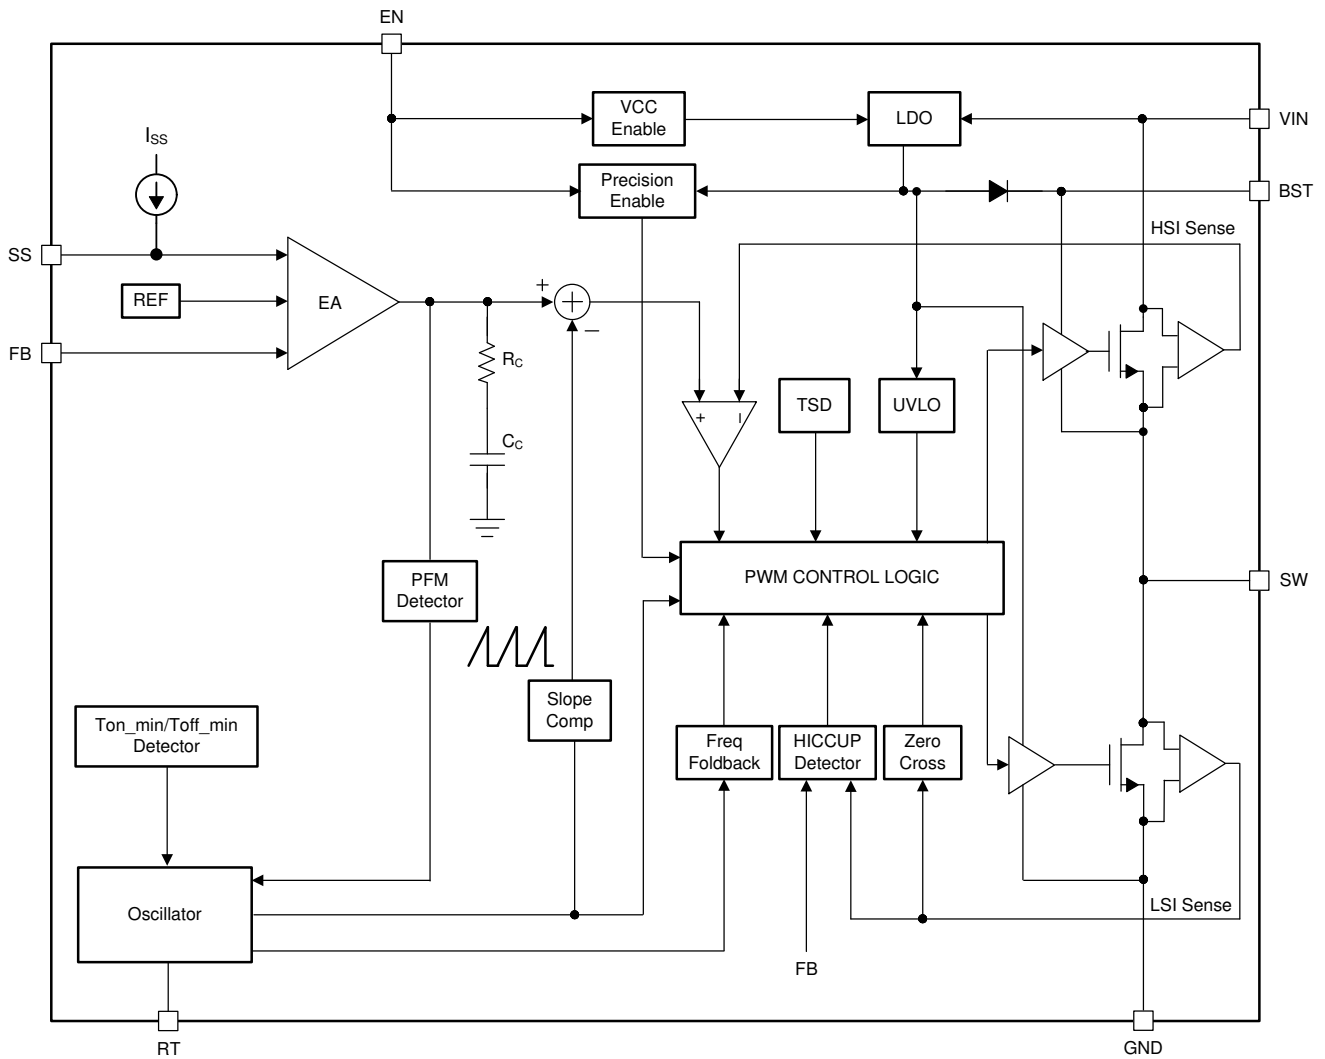 EN
VCC
Enable
LDO
VIN
ISS
Precision
Enable
BST
HSI Sense
SS
REF
EA
+
−
FB
RC
TSD
UVLO
+
−
CC
PFM
Detector
PWM CONTROL LOGIC
SW
Slope
Comp
Ton_min/Toff_min
Detector
Freq
Foldback
HICCUP
Detector
Zero
Cross
Oscillator
LSI Sense
FB
RT
GND